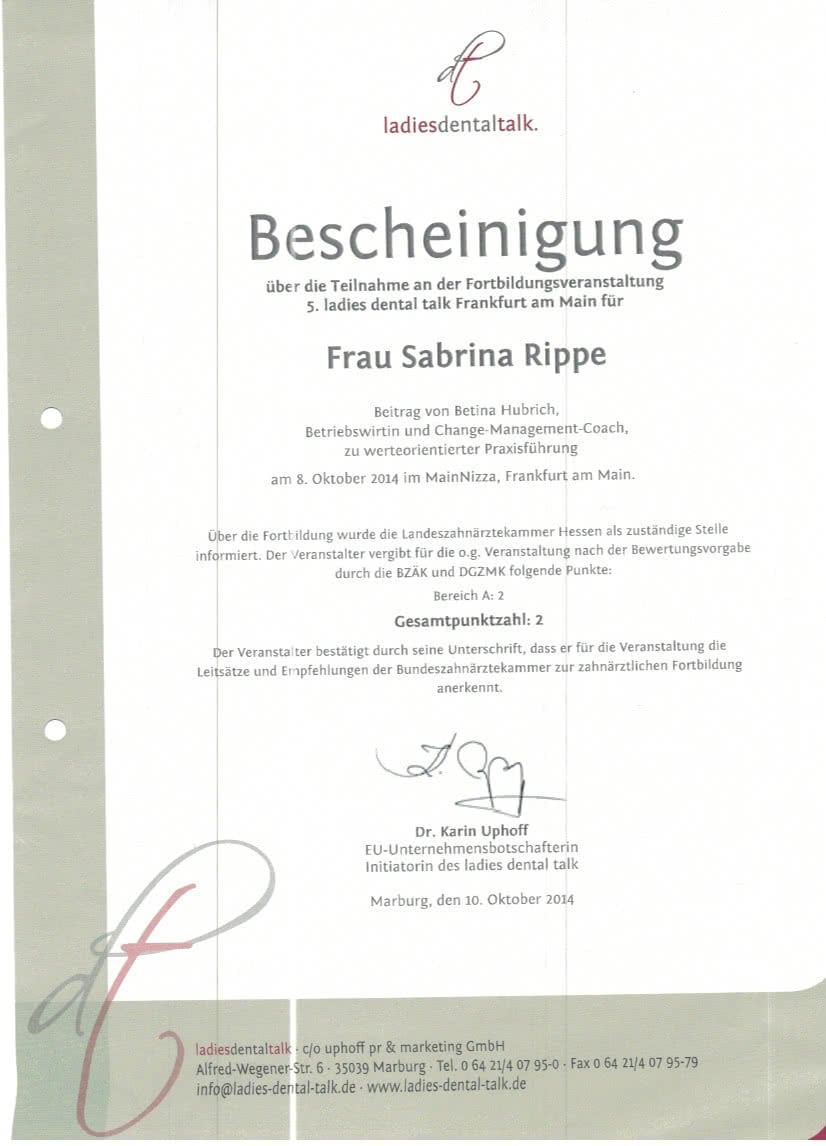 dt
ladiesdentaltalk.
Bescheinigung
über die Teilnahme an der Fortbildungsveranstaltung
5. ladies dental talk Frankfurt am Main für
Frau Sabrina Rippe
Beitrag von Betina Hubrich,
Betriebswirtin und Change-Management-Coach,
zu werteorientierter Praxisführung
am 8. Oktober 2014 im MainNizza, Frankfurt am Main.
Über die Fortbildung wurde die Landeszahnärztekammer Hessen als zuständige Stelle
informiert. Der Veranstalter vergibt für die o.g. Veranstaltung nach der Bewertungsvorgabe
durch die BZÄK und DGZMK folgende Punkte:
Bereich A: 2
Gesamtpunktzahl: 2
Der Veranstalter bestätigt durch seine Unterschrift, dass er für die Veranstaltung die
Leitsätze und Empfehlungen der Bundeszahnärztekammer zur zahnärztlichen Fortbildung
anerkennt.
Dr. Karin Uphoff
EU-Unternehmensbotschafterin
Initiatorin des ladies dental talk
Marburg, den 10. Oktober 2014
dt
ladiesdentaltalk · c/o uphoff pr & marketing GmbH
Alfred-Wegener-Str. 6 · 35039 Marburg · Tel. 0 64 21/4 07 95-0 · Fax 0 64 21/4 07 95-79
info@ladies-dental-talk.de · www.ladies-dental-talk.de